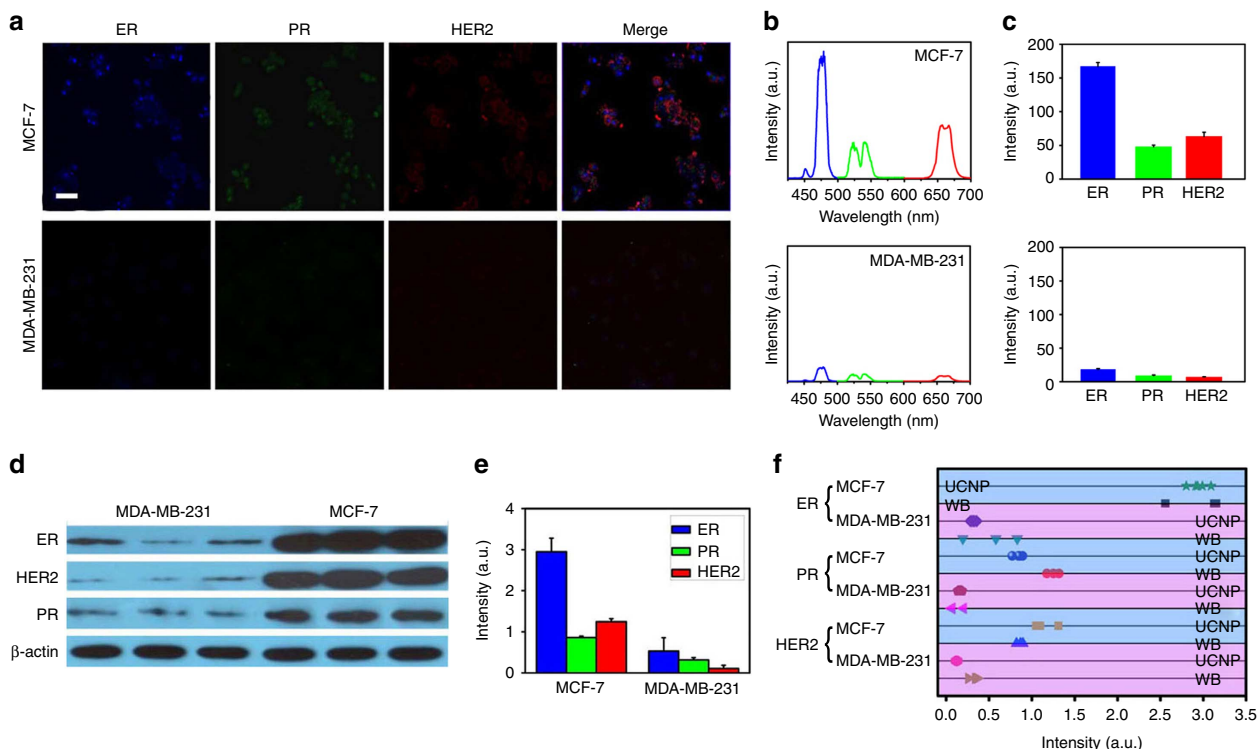 a
ER PR HER2 Merge
MCF-7
MDA-MB-231
b
MCF-7
Intensity (a.u.)
450 500 550 600 650 700
Wavelength (nm)
MDA-MB-231
Intensity (a.u.)
450 500 550 600 650 700
Wavelength (nm)
c
200
150
100
50
0
Intensity (a.u.)
ER PR HER2
200
150
100
50
0
Intensity (a.u.)
ER PR HER2
d
MDA-MB-231 MCF-7
ER
HER2
PR
β-actin
e
4
3
2
1
0
Intensity (a.u.)
ER
PR
HER2
MCF-7 MDA-MB-231
f
ER
MCF-7 UCNP
WB
MDA-MB-231 UCNP
WB
PR
MCF-7 UCNP
WB
MDA-MB-231 UCNP
WB
HER2
MCF-7 UCNP
WB
MDA-MB-231 UCNP
WB
0.0 0.5 1.0 1.5 2.0 2.5 3.0 3.5
Intensity (a.u.)